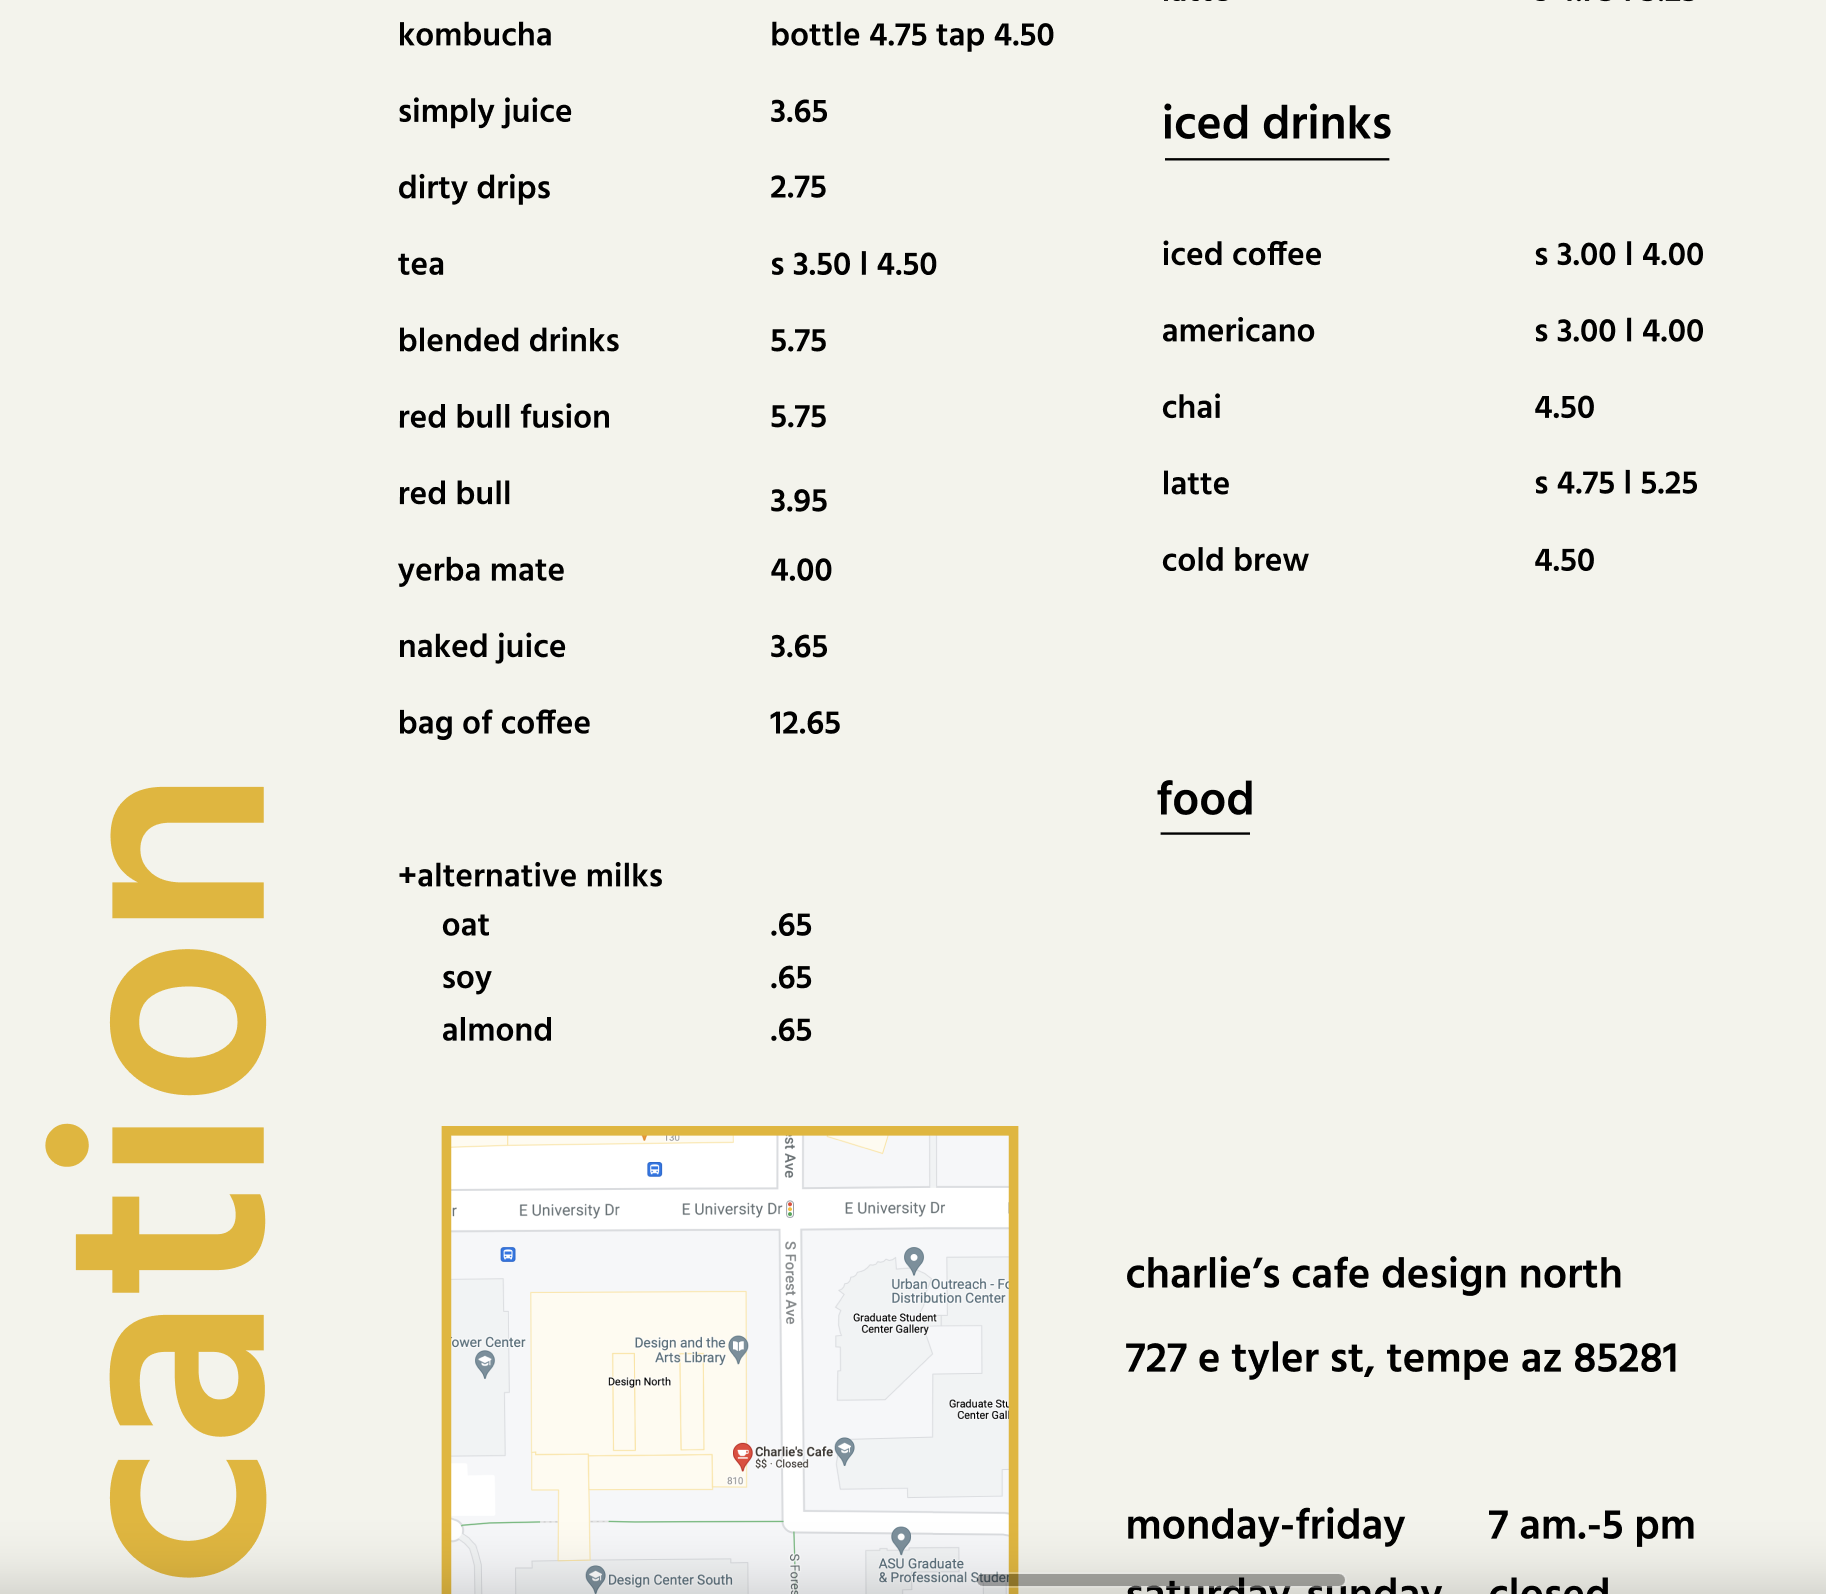 kombucha bottle 4.75 tap 4.50
simply juice 3.65
dirty drips 2.75
tea s 3.50 l 4.50
blended drinks 5.75
red bull fusion 5.75
red bull 3.95
yerba mate 4.00
naked juice 3.65
bag of coffee 12.65
+alternative milks
oat .65
soy .65
almond .65
latte
iced drinks
iced coffee s 3.00 l 4.00
americano s 3.00 l 4.00
chai 4.50
latte s 4.75 l 5.25
cold brew 4.50
food
cation
130
st Ave
E University Dr
E University Dr
E University Dr
S Forest Ave
Urban Outreach - Fo
Distribution Center
Graduate Student
Center Gallery
ower Center
Design and the
Arts Library
Design North
Graduate Stu
Center Gall
Charlie's Cafe
$$ · Closed
810
ASU Graduate
& Professional Studen
S Fores
Design Center South
charlie’s cafe design north
727 e tyler st, tempe az 85281
monday-friday 7 am.-5 pm
saturday-sunday closed